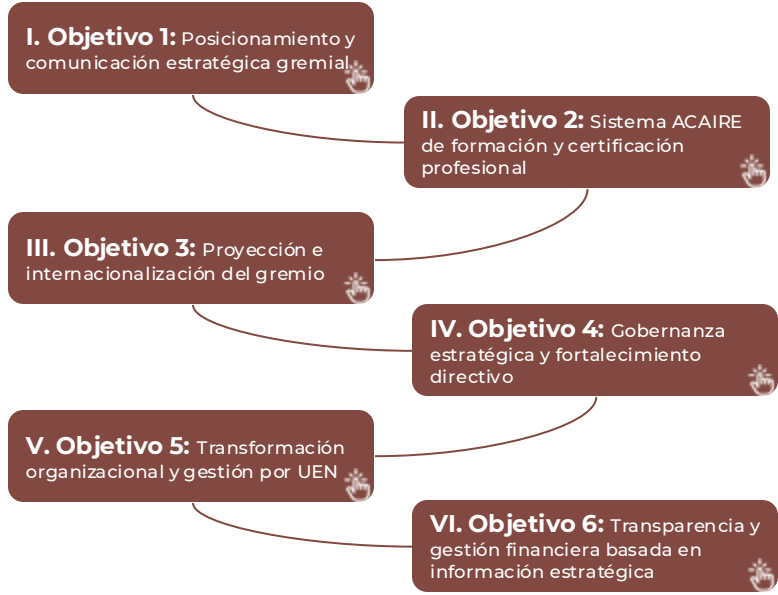 I. Objetivo 1: Posicionamiento y
comunicación estratégica gremial
II. Objetivo 2: Sistema ACAIRE
de formación y certificación
profesional
III. Objetivo 3: Proyección e
internacionalización del gremio
IV. Objetivo 4: Gobernanza
estratégica y fortalecimiento
directivo
V. Objetivo 5: Transformación
organizacional y gestión por UEN
VI. Objetivo 6: Transparencia y
gestión financiera basada en
información estratégica